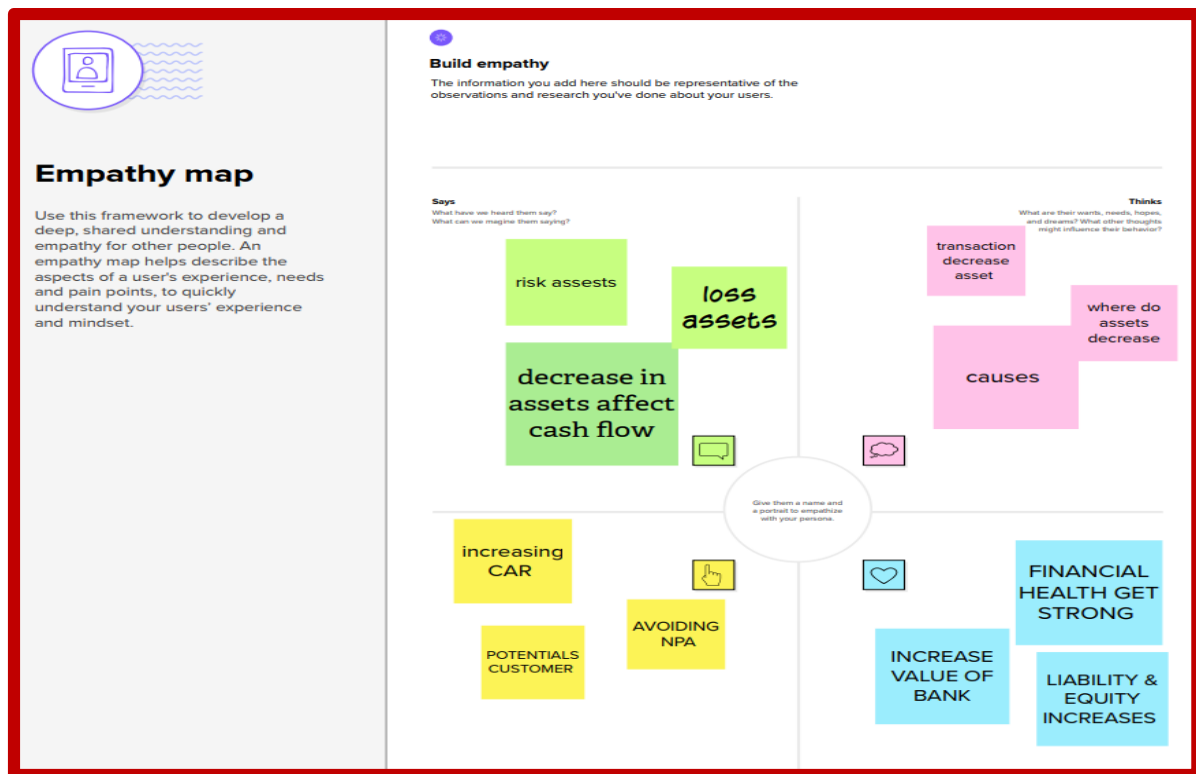 Empathy map
Use this framework to develop a
deep, shared understanding and
empathy for other people. An
empathy map helps describe the
aspects of a user's experience, needs
and pain points, to quickly
understand your users' experience
and mindset.
Build empathy
The information you add here should be representative of the
observations and research you've done about your users.
Says
What have we heard them say?
What can we magine them saying?
risk assests
loss
assets
decrease in
assets affect
cash flow
Thinks
What are their wants, needs, hopes,
and dreams? What other thoughts
might influence their behavior?
transaction
decrease
asset
where do
assets
decrease
causes
Give them a name and
a portrait to empathize
with your persona.
increasing
CAR
AVOIDING
NPA
POTENTIALS
CUSTOMER
FINANCIAL
HEALTH GET
STRONG
INCREASE
VALUE OF
BANK
LIABILITY &
EQUITY
INCREASES